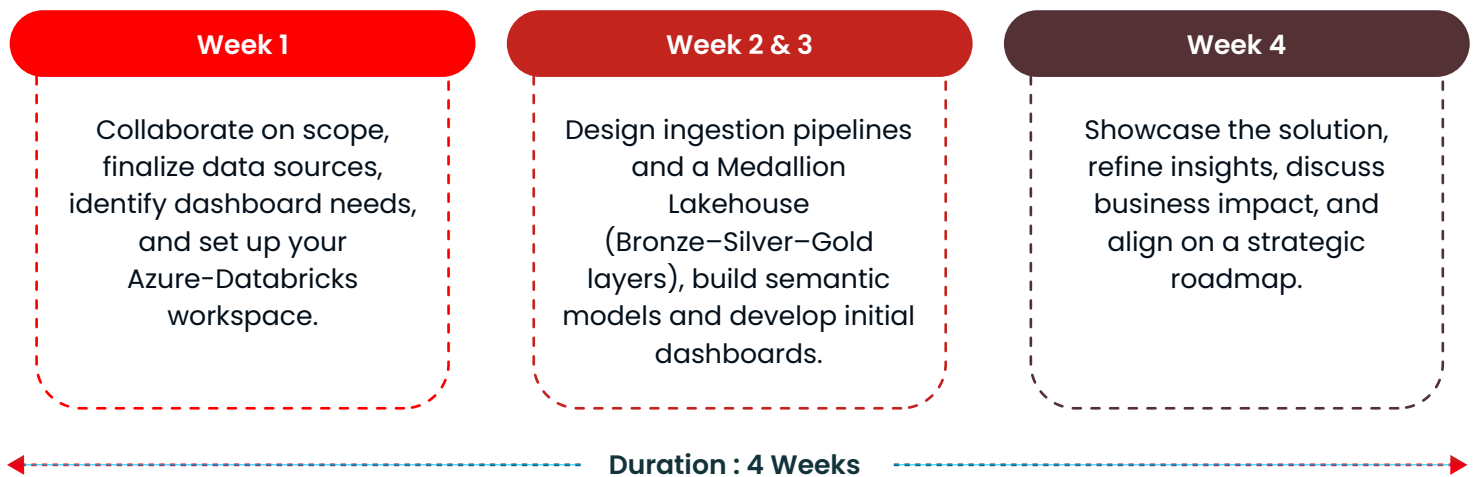 Week 1
Collaborate on scope,
finalize data sources,
identify dashboard needs,
and set up your
Azure-Databricks
workspace.
Week 2 & 3
Design ingestion pipelines
and a Medallion
Lakehouse
(Bronze–Silver–Gold
layers), build semantic
models and develop initial
dashboards.
Week 4
Showcase the solution,
refine insights, discuss
business impact, and
align on a strategic
roadmap.
Duration : 4 Weeks